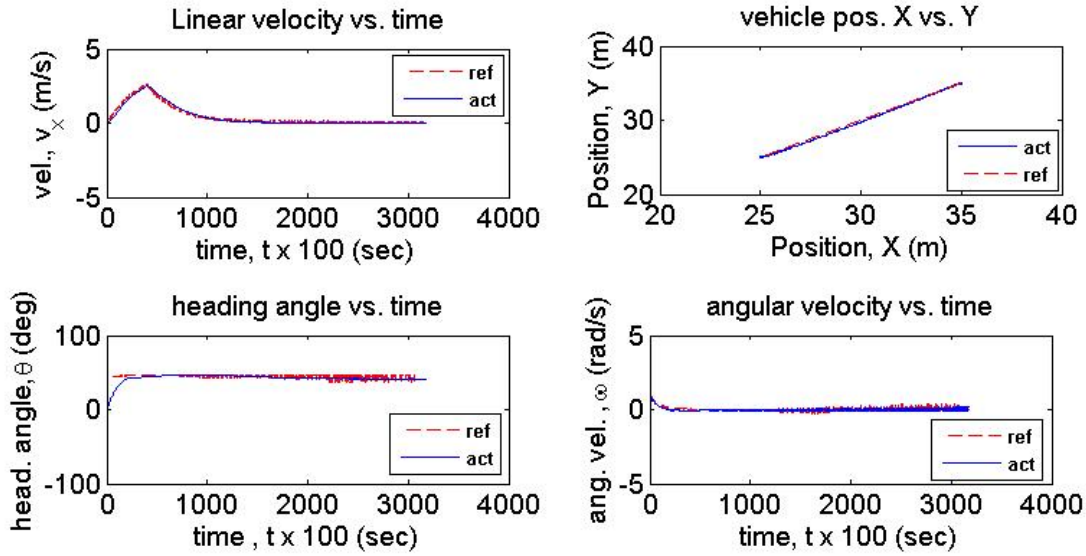 Linear velocity vs. time
vel., v_x (m/s)
5
0
-5
ref
act
0 1000 2000 3000 4000
time, t x 100 (sec)
vehicle pos. X vs. Y
Position, Y (m)
40
30
20
act
ref
20 25 30 35 40
Position, X (m)
heading angle vs. time
head. angle, θ (deg)
100
0
-100
ref
act
0 1000 2000 3000 4000
time , t x 100 (sec)
angular velocity vs. time
ang. vel. , ω (rad/s)
5
0
-5
ref
act
0 1000 2000 3000 4000
time, t x 100 (sec)